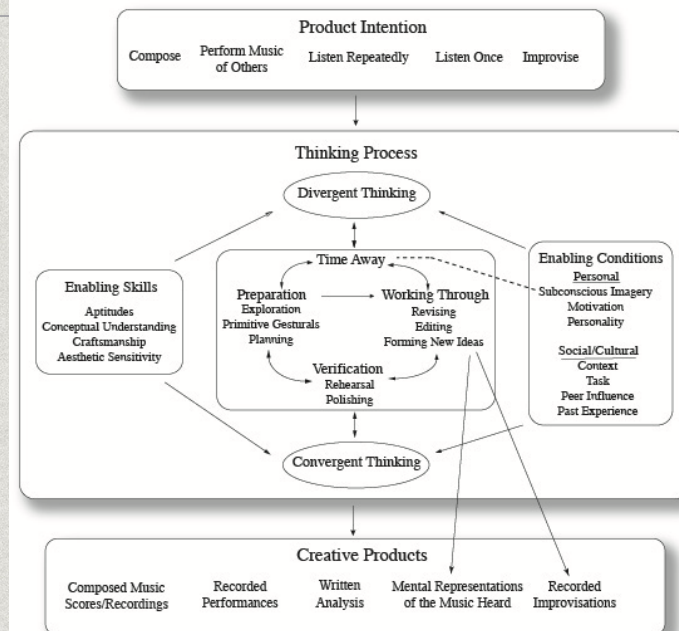 Product Intention
Compose
Perform Music
of Others
Listen Repeatedly
Listen Once
Improvise
Thinking Process
Divergent Thinking
Enabling Skills
Aptitudes
Conceptual Understanding
Craftsmanship
Aesthetic Sensitivity
Time Away
Preparation
Exploration
Primitive Gesturals
Planning
Working Through
Revising
Editing
Forming New Ideas
Verification
Rehearsal
Polishing
Enabling Conditions
Personal
Subconscious Imagery
Motivation
Personality
Social/Cultural
Context
Task
Peer Influence
Past Experience
Convergent Thinking
Creative Products
Composed Music
Scores/Recordings
Recorded
Performances
Written
Analysis
Mental Representations
of the Music Heard
Recorded
Improvisations